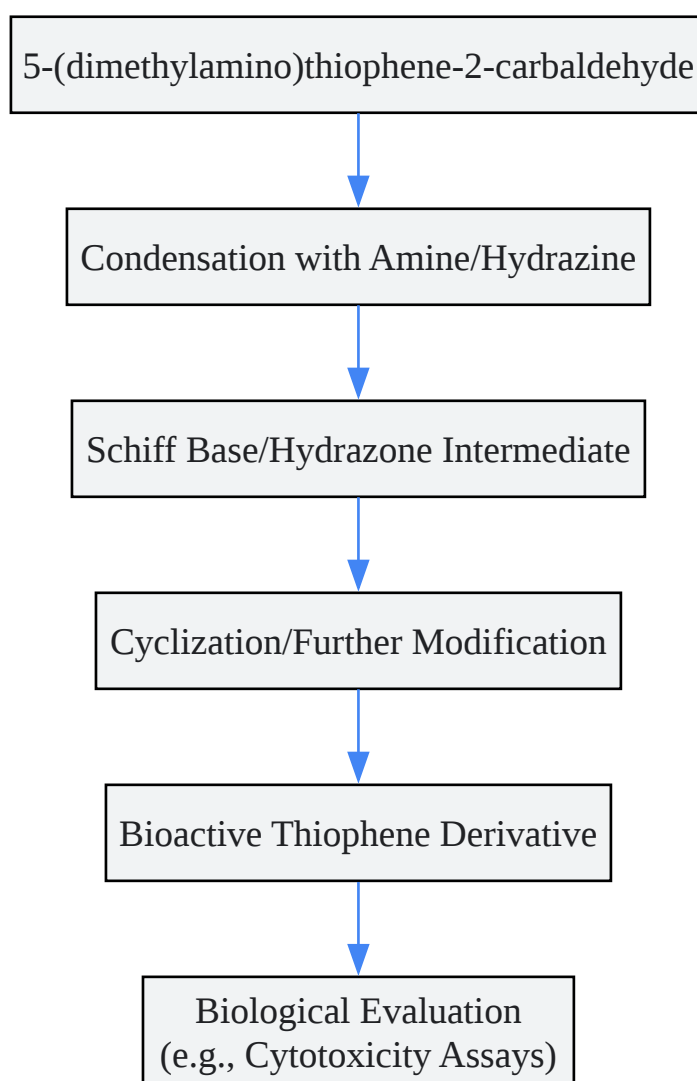 5-(dimethylamino)thiophene-2-carbaldehyde
Condensation with Amine/Hydrazine
Schiff Base/Hydrazone Intermediate
Cyclization/Further Modification
Bioactive Thiophene Derivative
Biological Evaluation
(e.g., Cytotoxicity Assays)